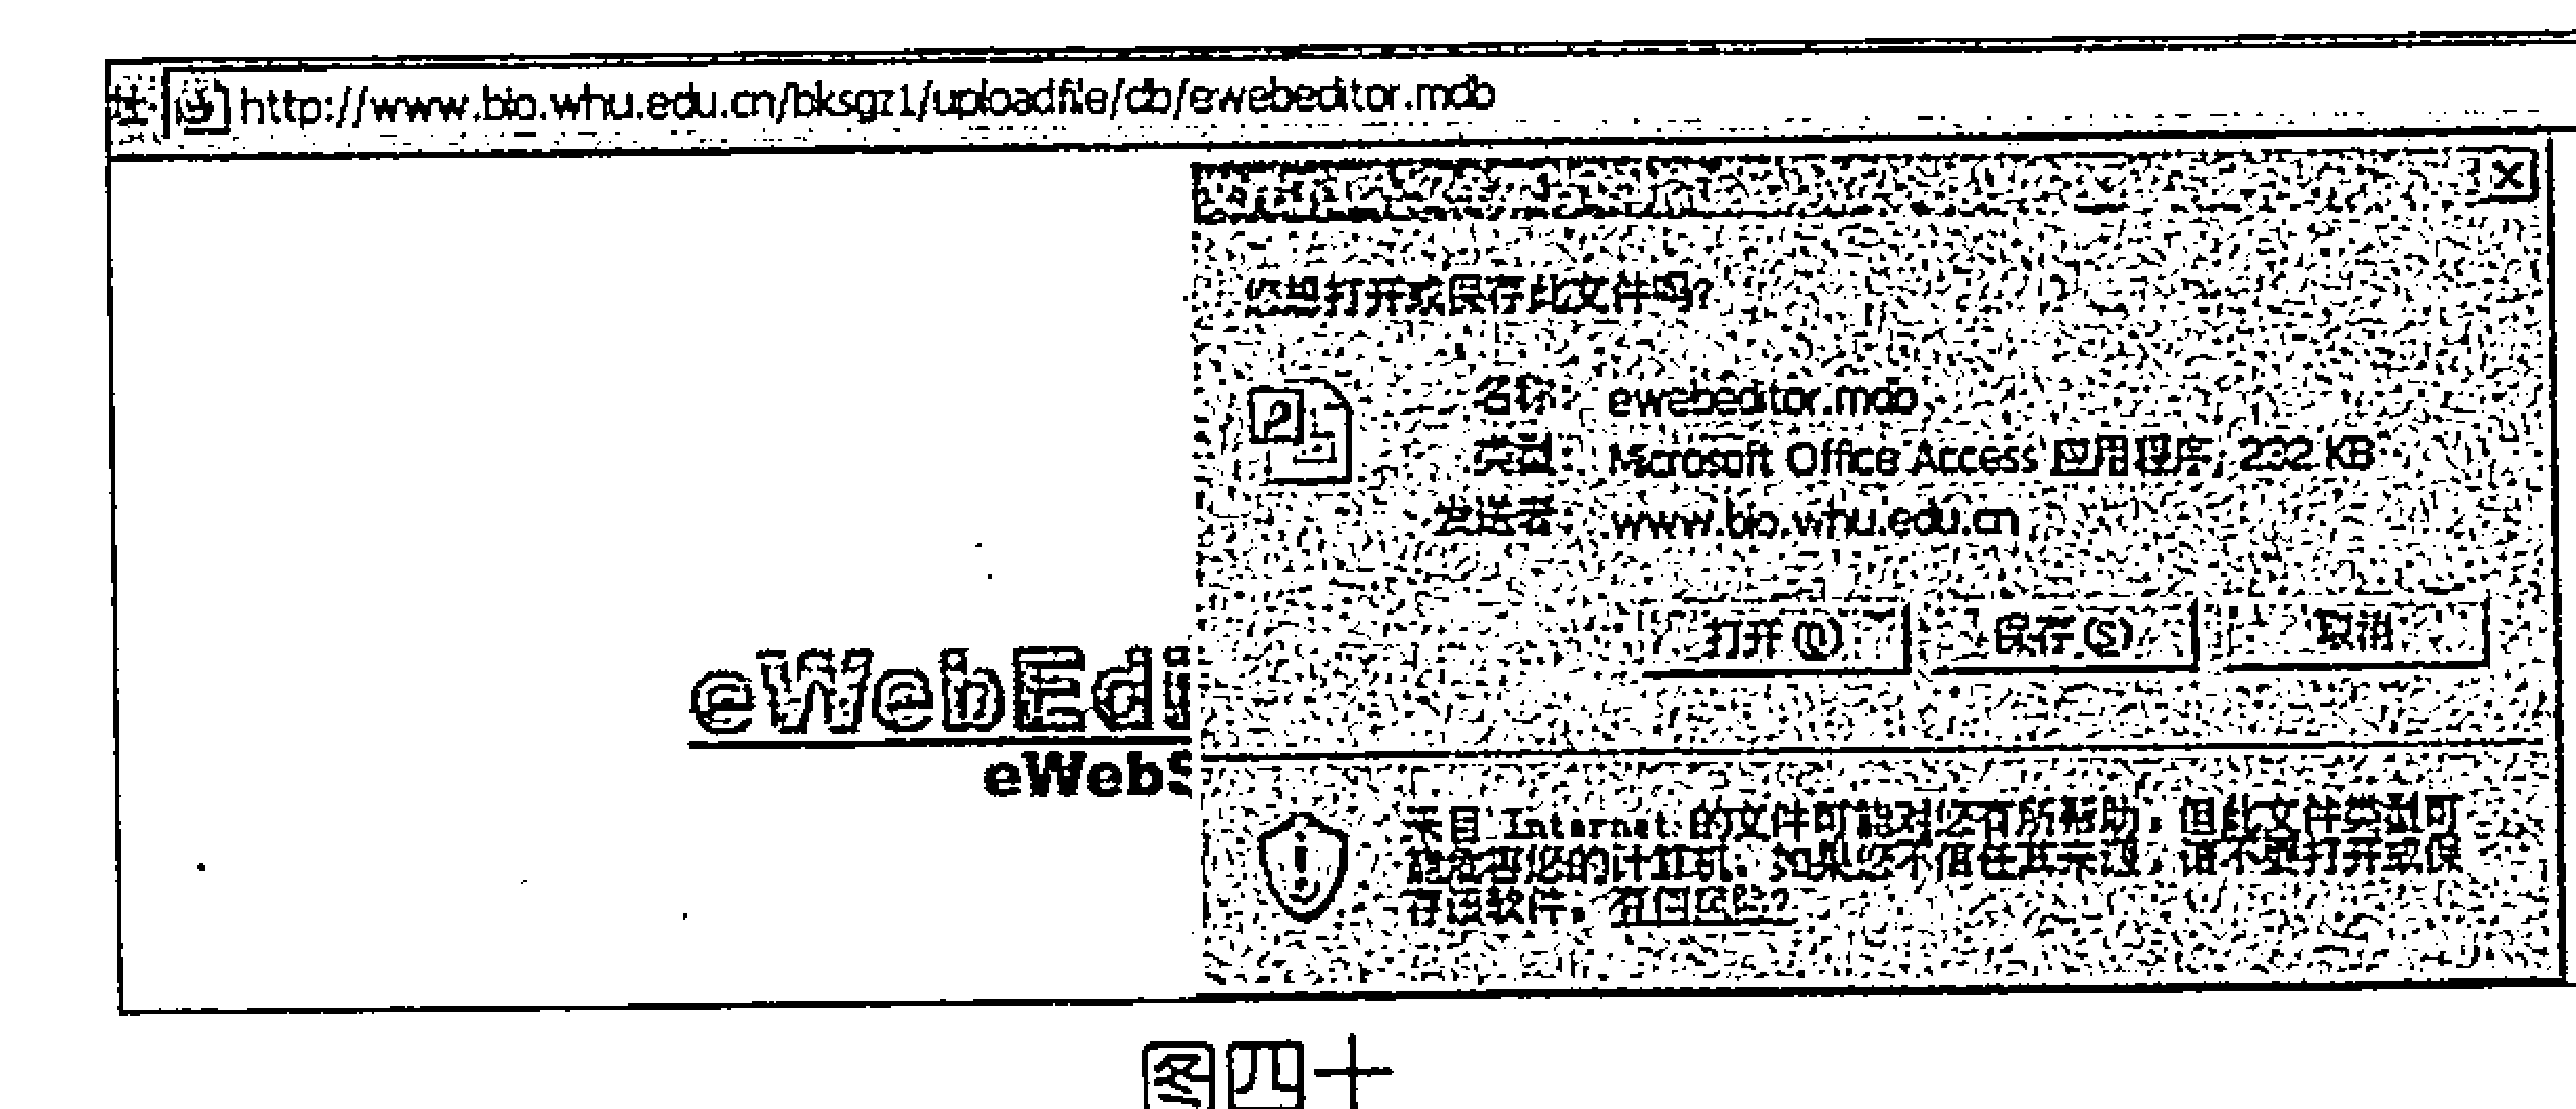 址 http://www.bio.whu.edu.cn/bksgz1/uploadfile/db/ewebeditor.mdb
您想打开或保存此文件吗?
名称: ewebeditor.mdb
类型: Microsoft Office Access 应用程序, 232 KB
发送者: www.bio.whu.edu.cn
打开(O) 保存(S) 取消
eWebEdi
eWebS
来自 Internet 的文件可能对您有所帮助,但此文件类型可
能危害您的计算机。如果您不信任其来源,请不要打开或保
存该软件。有何风险?
图四十